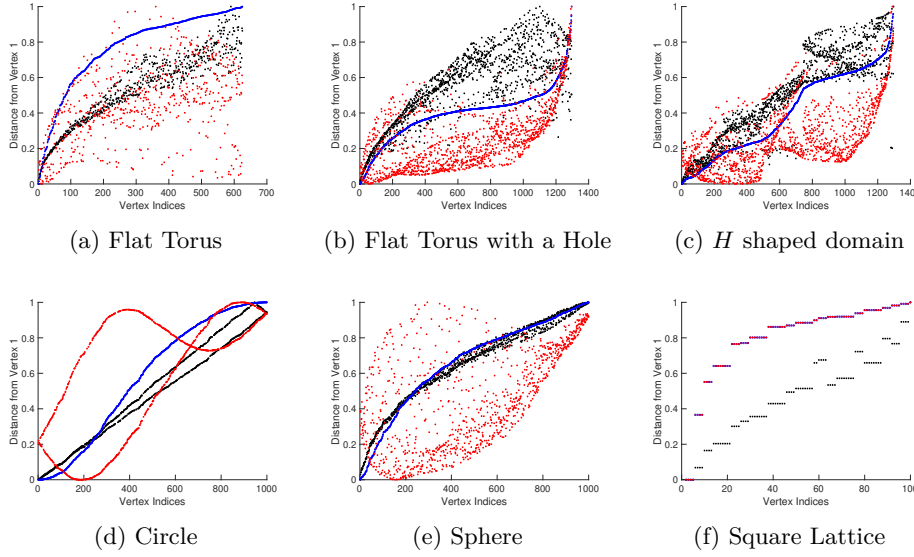 Distance from Vertex 1
1
0.8
0.6
0.4
0.2
0
0 100 200 300 400 500 600 700
Vertex Indices
(a) Flat Torus
Distance from Vertex 1
1
0.8
0.6
0.4
0.2
0
0 200 400 600 800 1000 1200 1400
Vertex Indices
(b) Flat Torus with a Hole
Distance from Vertex 1
1
0.8
0.6
0.4
0.2
0
0 200 400 600 800 1000 1200 1400
Vertex Indices
(c) H shaped domain
Distance from Vertex 1
1
0.8
0.6
0.4
0.2
0
0 200 400 600 800 1000
Vertex Indices
(d) Circle
Distance from Vertex 1
1
0.8
0.6
0.4
0.2
0
0 200 400 600 800 1000
Vertex Indices
(e) Sphere
Distance from Vertex 1
1
0.8
0.6
0.4
0.2
0
0 20 40 60 80 100
Vertex Indices
(f) Square Lattice